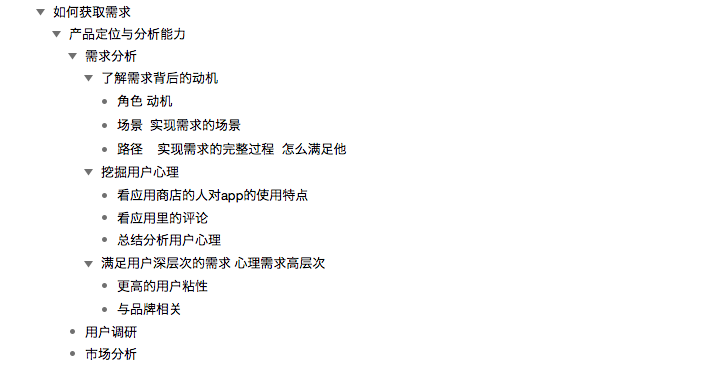 如何获取需求
产品定位与分析能力
需求分析
了解需求背后的动机
角色 动机
场景 实现需求的场景
路径 实现需求的完整过程 怎么满足他
挖掘用户心理
看应用商店的人对app的使用特点
看应用里的评论
总结分析用户心理
满足用户深层次的需求 心理需求高层次
更高的用户粘性
与品牌相关
用户调研
市场分析